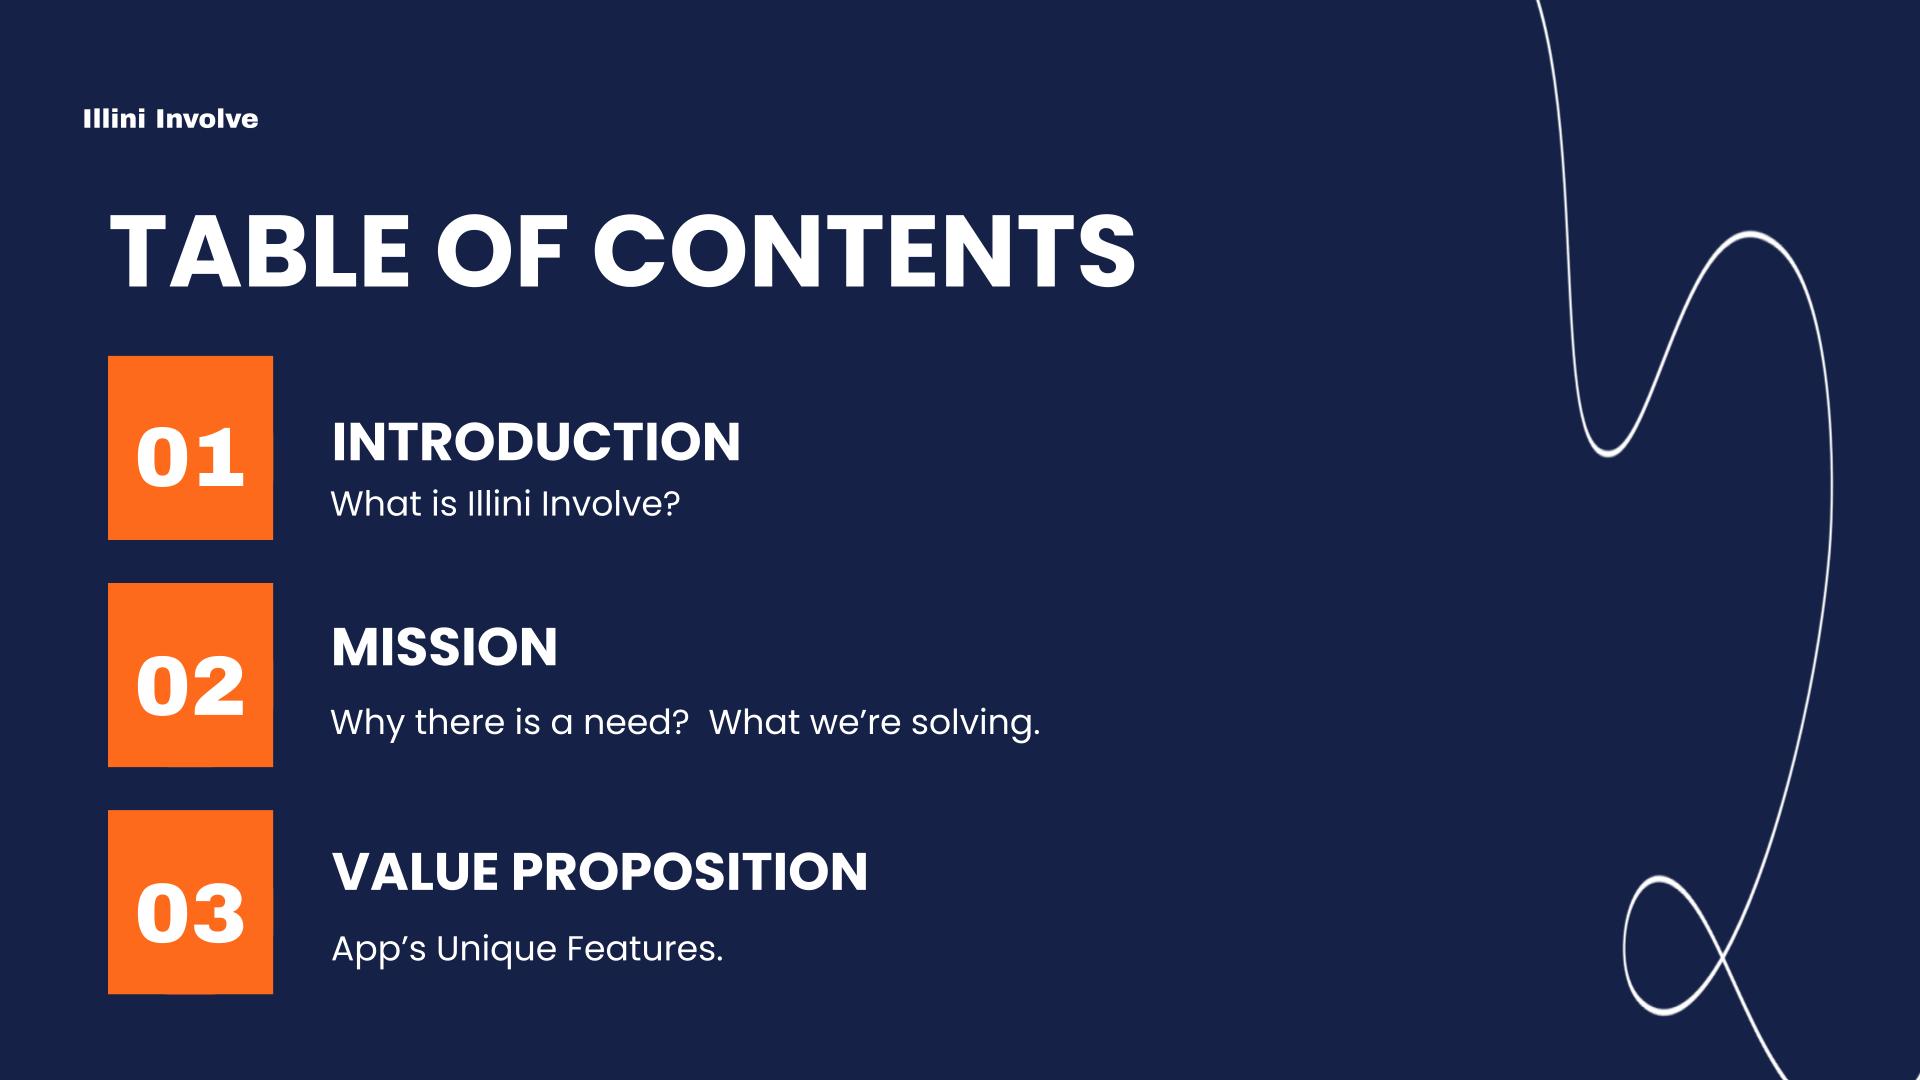 Illini Involve
TABLE OF CONTENTS
01
INTRODUCTION
What is Illini Involve?
02
MISSION
Why there is a need?  What we’re solving.
03
VALUE PROPOSITION
App’s Unique Features.